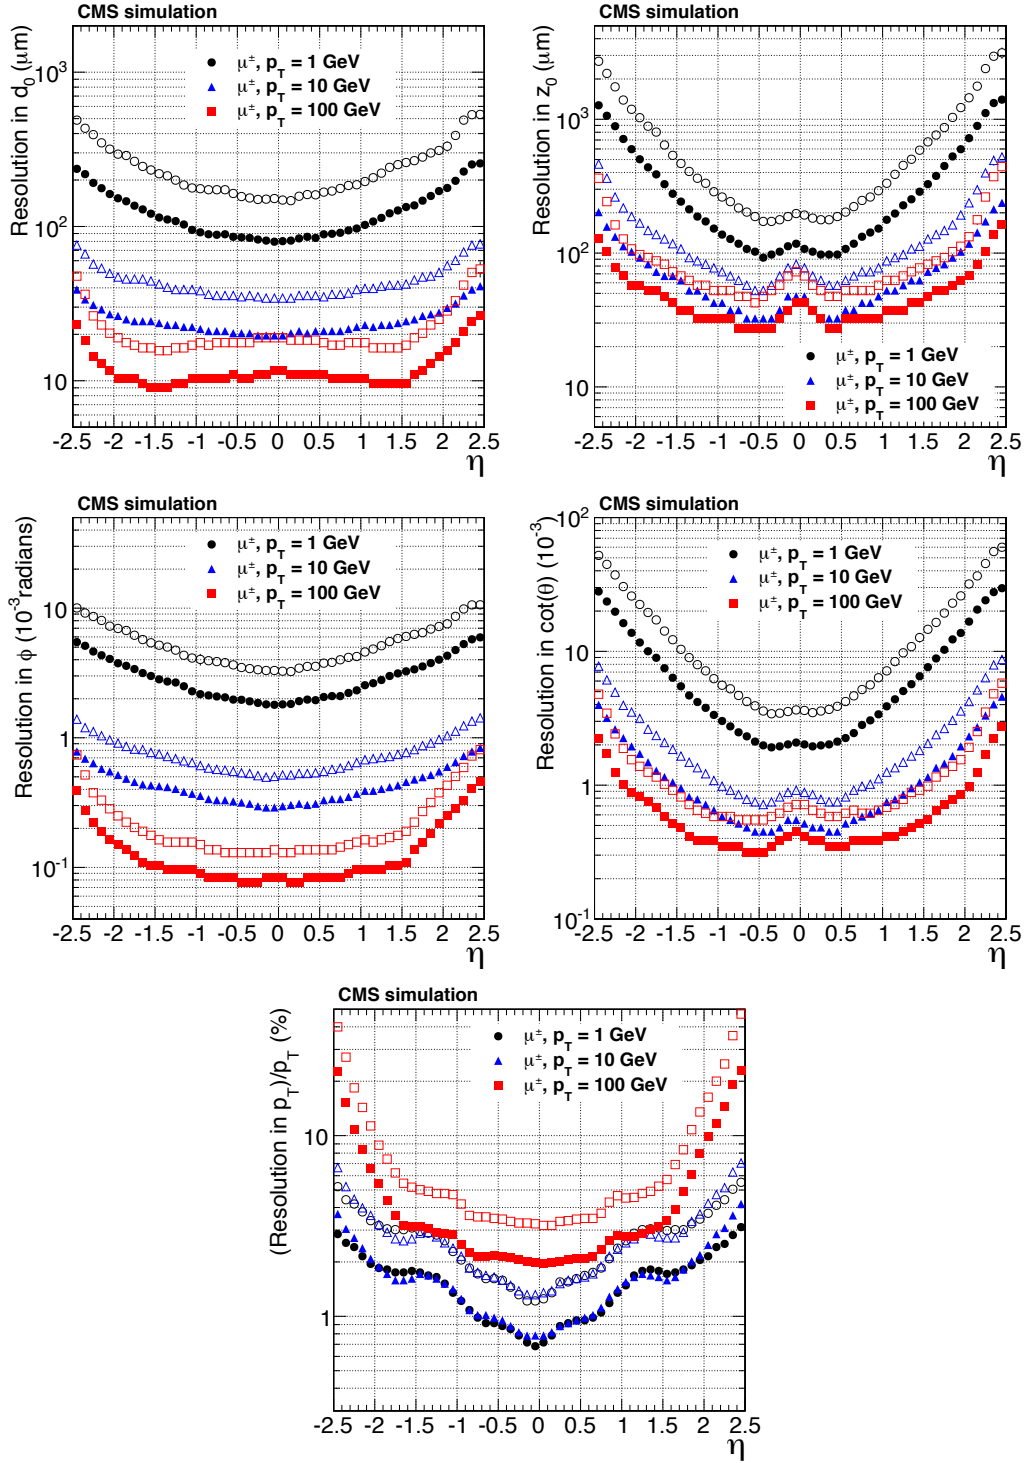 CMS simulation
Resolution in d0 (μm)
μ±, pT = 1 GeV
μ±, pT = 10 GeV
μ±, pT = 100 GeV
10^3
10^2
10
-2.5 -2 -1.5 -1 -0.5 0 0.5 1 1.5 2 2.5
η
CMS simulation
Resolution in z0 (μm)
10^3
10^2
10
μ±, pT = 1 GeV
μ±, pT = 10 GeV
μ±, pT = 100 GeV
-2.5 -2 -1.5 -1 -0.5 0 0.5 1 1.5 2 2.5
η
CMS simulation
Resolution in ϕ (10^-3 radians)
μ±, pT = 1 GeV
μ±, pT = 10 GeV
μ±, pT = 100 GeV
10
1
10^-1
-2.5 -2 -1.5 -1 -0.5 0 0.5 1 1.5 2 2.5
η
CMS simulation
Resolution in cot(θ) (10^-3)
10^2
μ±, pT = 1 GeV
μ±, pT = 10 GeV
μ±, pT = 100 GeV
10
1
10^-1
-2.5 -2 -1.5 -1 -0.5 0 0.5 1 1.5 2 2.5
η
CMS simulation
(Resolution in pT)/pT (%)
μ±, pT = 1 GeV
μ±, pT = 10 GeV
μ±, pT = 100 GeV
10
1
-2.5 -2 -1.5 -1 -0.5 0 0.5 1 1.5 2 2.5
η